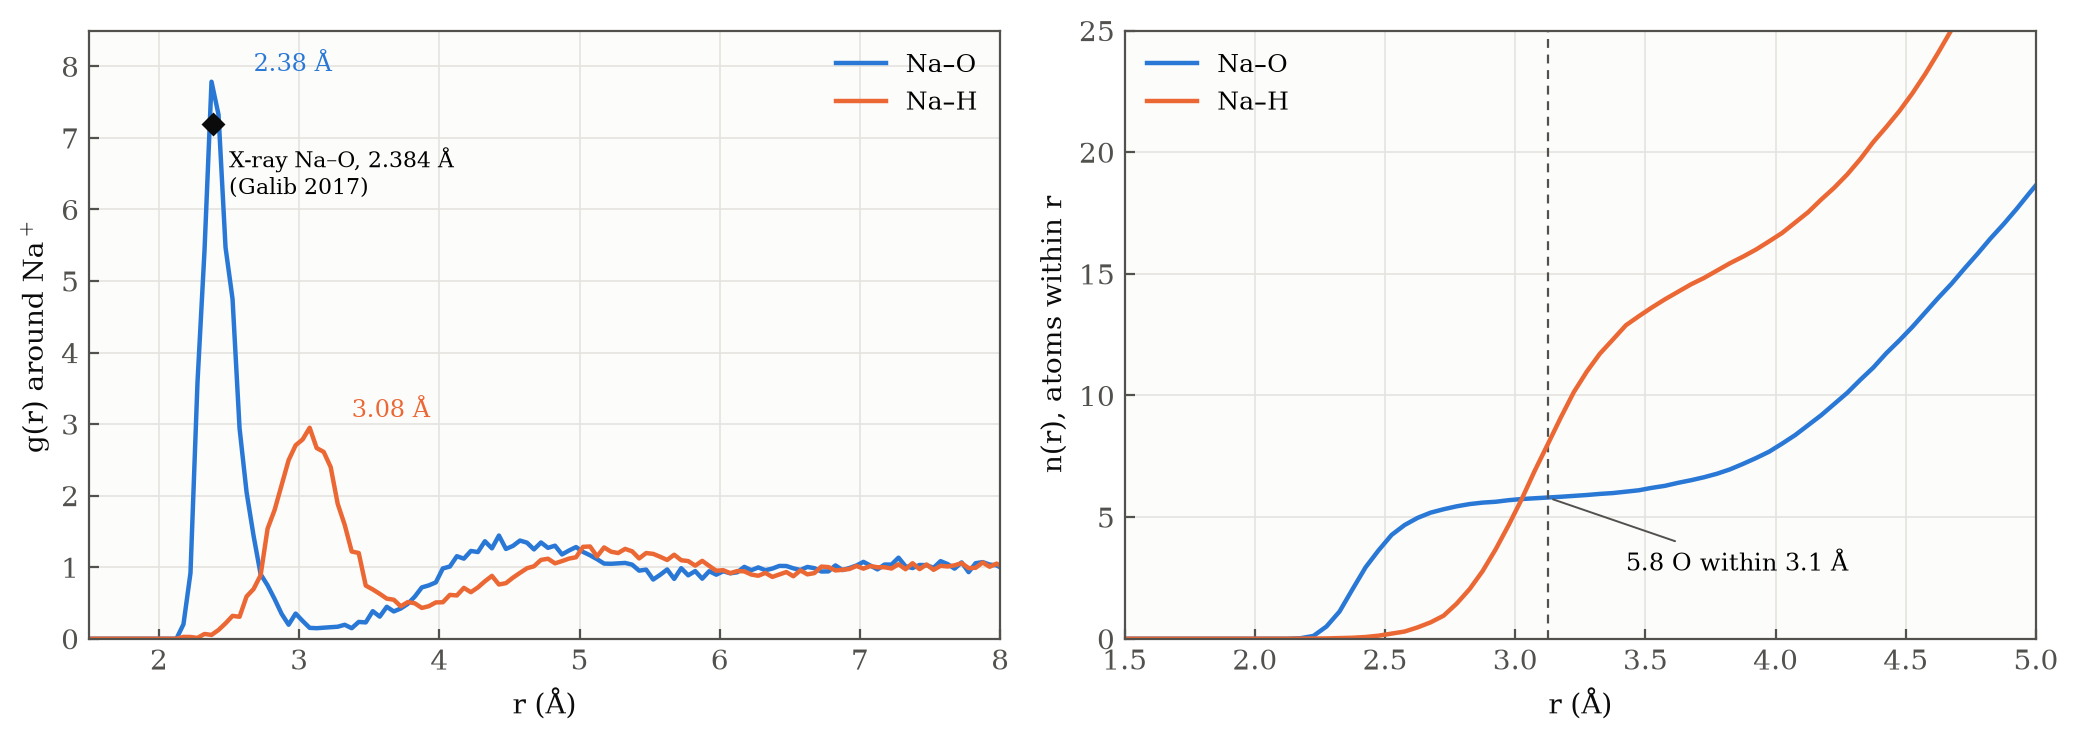 2.38 Å
Na–O
Na–H
X-ray Na–O, 2.384 Å
(Galib 2017)
3.08 Å
8
7
6
5
4
3
2
1
0
g(r) around Na⁺
2 3 4 5 6 7 8
r (Å)
Na–O
Na–H
25
20
15
10
5
0
n(r), atoms within r
5.8 O within 3.1 Å
1.5 2.0 2.5 3.0 3.5 4.0 4.5 5.0
r (Å)